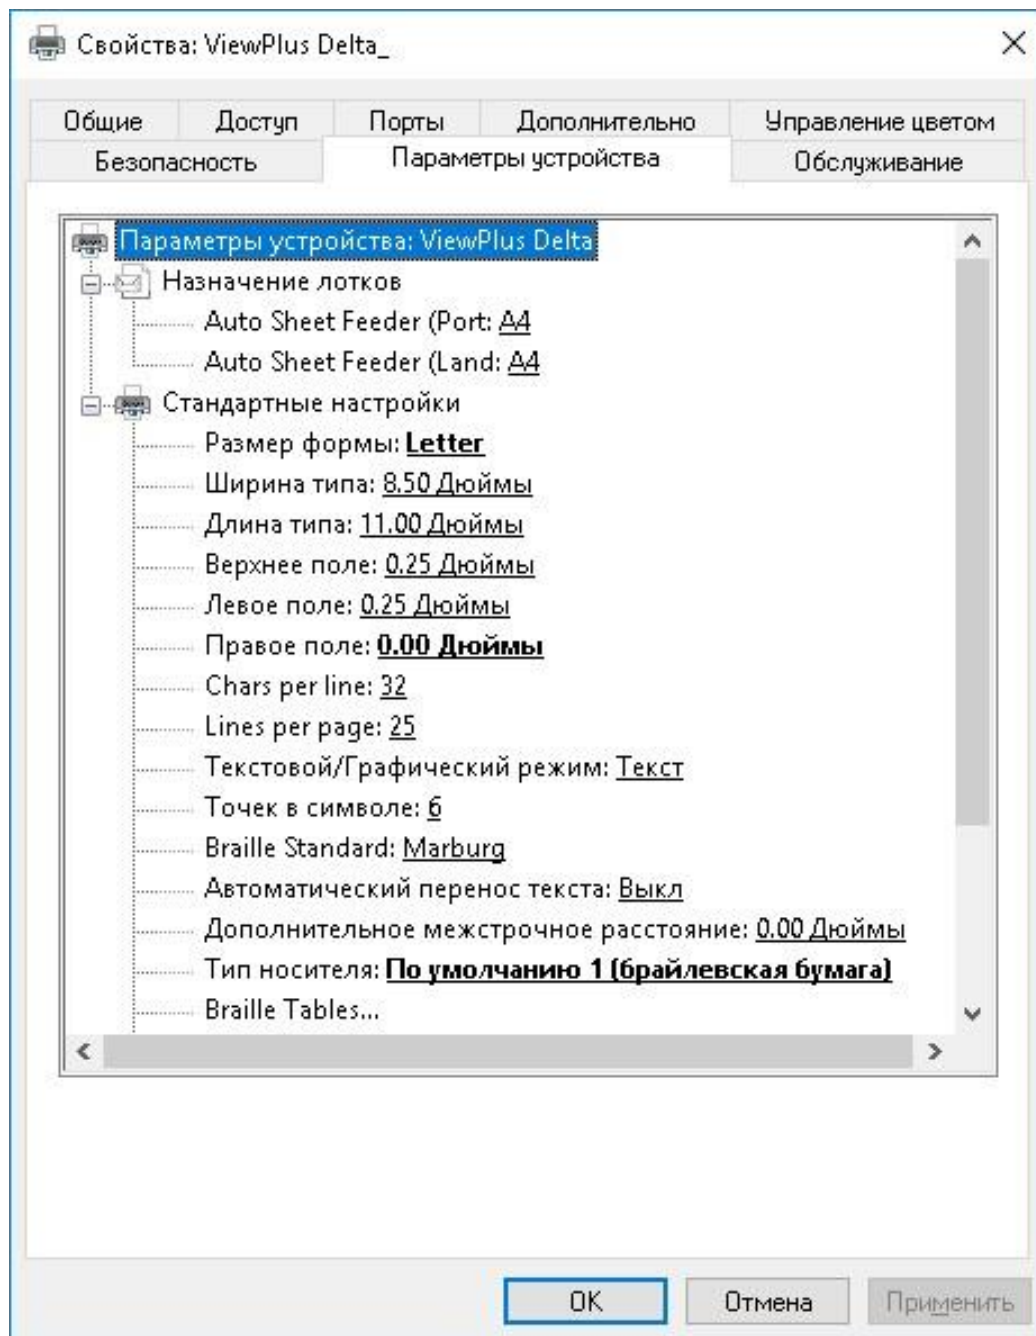 Свойства: ViewPlus Delta_
Общие Доступ Порты Дополнительно Управление цветом
Безопасность Параметры устройства Обслуживание
Параметры устройства: ViewPlus Delta
Назначение лотков
Auto Sheet Feeder (Port: A4
Auto Sheet Feeder (Land: A4
Стандартные настройки
Размер формы: Letter
Ширина типа: 8.50 Дюймы
Длина типа: 11.00 Дюймы
Верхнее поле: 0.25 Дюймы
Левое поле: 0.25 Дюймы
Правое поле: 0.00 Дюймы
Chars per line: 32
Lines per page: 25
Текстовой/Графический режим: Текст
Точек в символе: 6
Braille Standard: Marburg
Автоматический перенос текста: Выкл
Дополнительное межстрочное расстояние: 0.00 Дюймы
Тип носителя: По умолчанию 1 (брайлевская бумага)
Braille Tables...
OK Отмена Применить